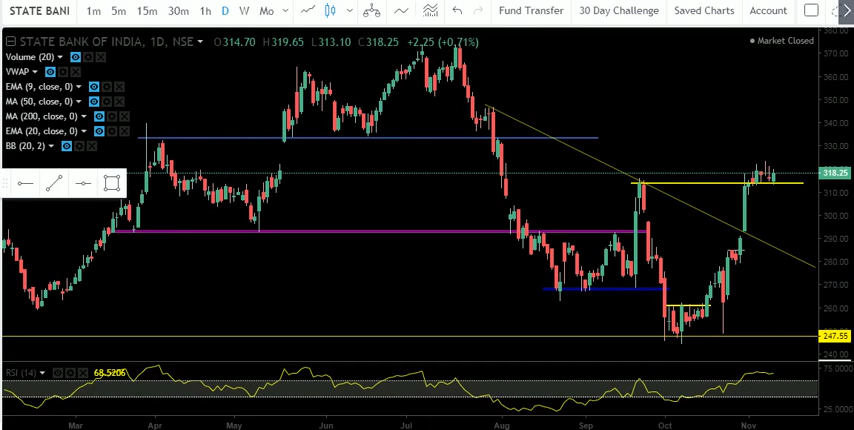 STATE BANI 1m 5m 15m 30m 1h D W Mo Fund Transfer 30 Day Challenge Saved Charts Account
STATE BANK OF INDIA, 1D, NSE O 314.70 H 319.65 L 313.10 C 318.25 +2.25 (+0.71%)
Market Closed
Volume (20)
VWAP
EMA (9, close, 0)
MA (50, close, 0)
MA (200, close, 0)
EMA (20, close, 0)
BB (20, 2)
380.00
370.00
360.00
350.00
340.00
330.00
318.25
310.00
300.00
290.00
280.00
270.00
260.00
247.55
240.00
RSI (14) 68.5206
75.0000
25.0000
Mar Apr May Jun Jul Aug Sep Oct Nov